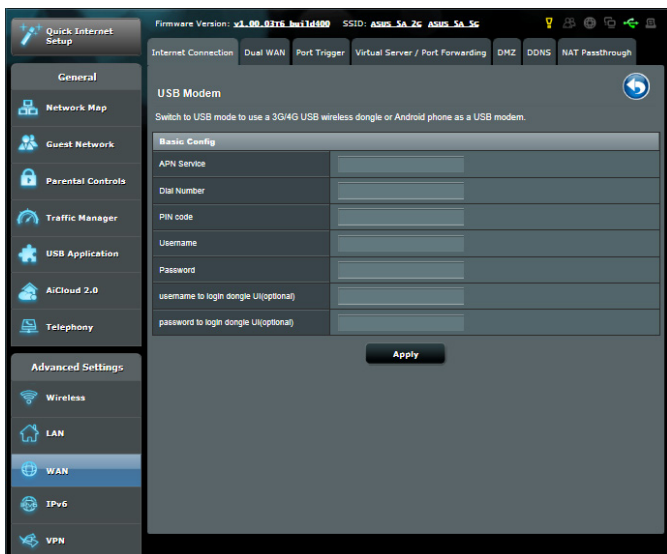 Quick Internet
Setup
Firmware Version: v1.00.03T6 build400 SSID: ASUS_5A_2G ASUS_5A_5G
Internet Connection Dual WAN Port Trigger Virtual Server / Port Forwarding DMZ DDNS NAT Passthrough
General
Network Map
Guest Network
Parental Controls
Traffic Manager
USB Application
AiCloud 2.0
Telephony
Advanced Settings
Wireless
LAN
WAN
IPv6
VPN
USB Modem
Switch to USB mode to use a 3G/4G USB wireless dongle or Android phone as a USB modem.
Basic Config
APN Service
Dial Number
PIN code
Username
Password
username to login dongle UI(optional)
password to login dongle UI(optional)
Apply